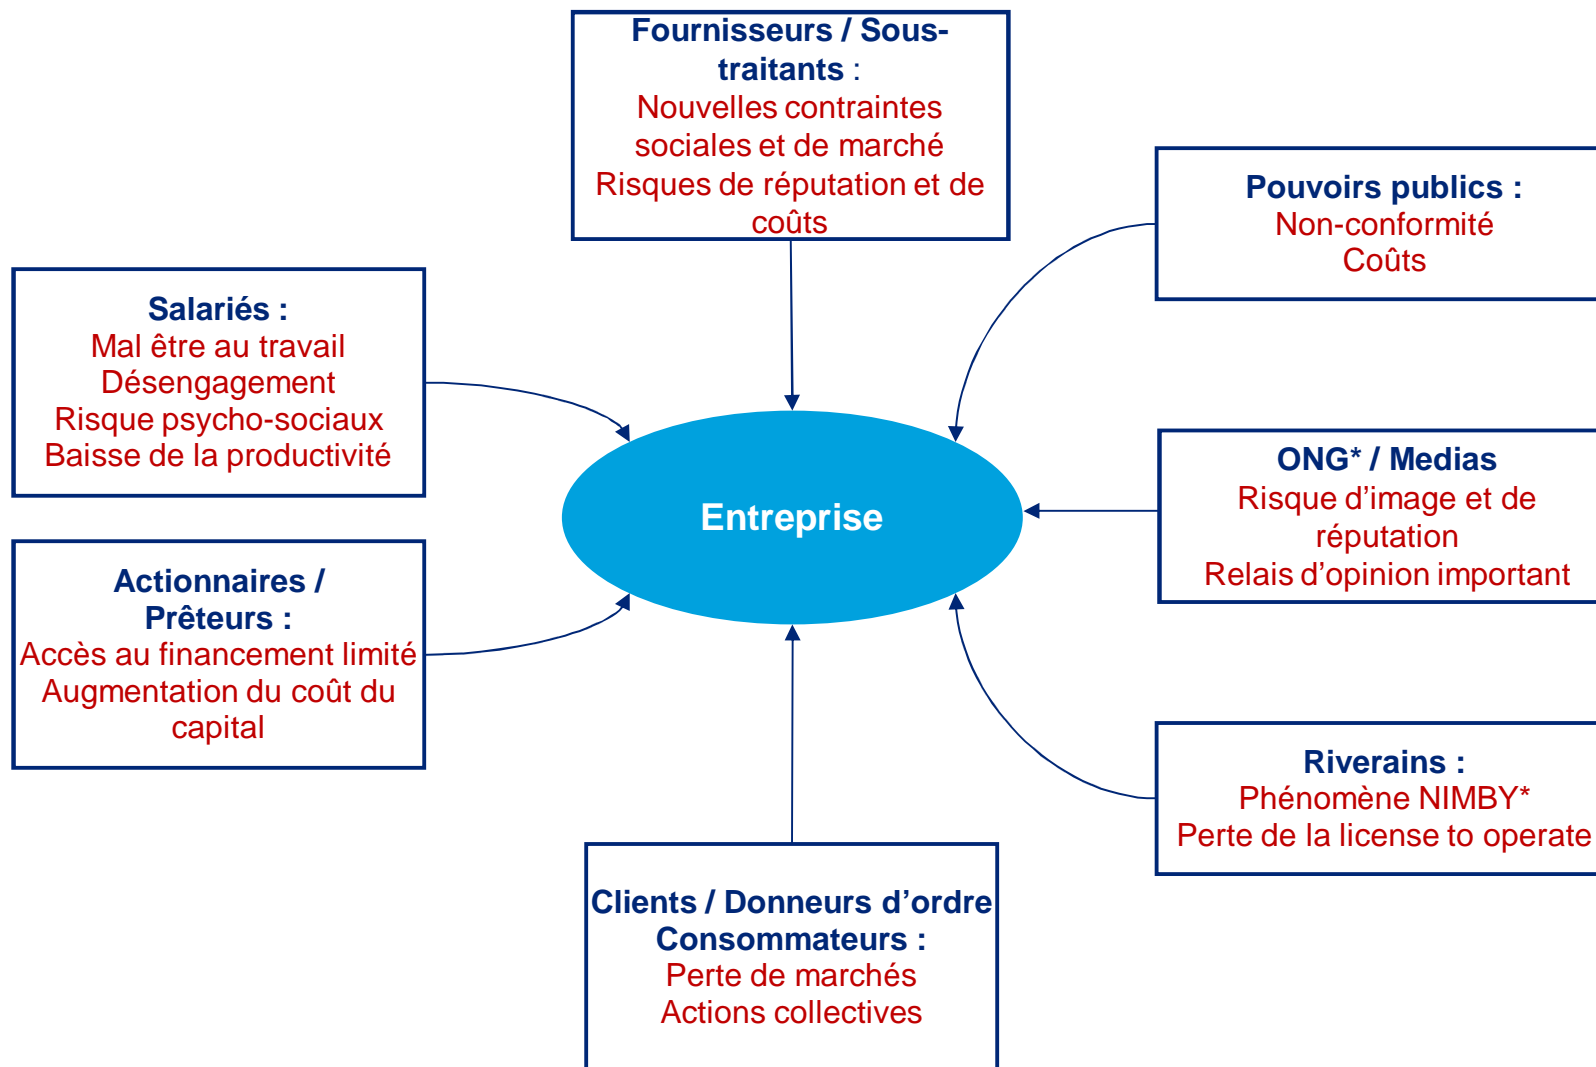 Fournisseurs / Sous-
traitants :
Nouvelles contraintes
sociales et de marché
Risques de réputation et de
coûts
Pouvoirs publics :
Non-conformité
Coûts
Salariés :
Mal être au travail
Désengagement
Risque psycho-sociaux
Baisse de la productivité
ONG* / Medias
Risque d’image et de
réputation
Relais d’opinion important
Entreprise
Actionnaires /
Prêteurs :
Accès au financement limité
Augmentation du coût du
capital
Riverains :
Phénomène NIMBY*
Perte de la license to operate
Clients / Donneurs d’ordre
Consommateurs :
Perte de marchés
Actions collectives